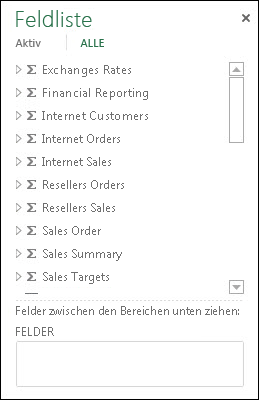 Feldliste
Aktiv ALLE
Σ Exchanges Rates
Σ Financial Reporting
Σ Internet Customers
Σ Internet Orders
Σ Internet Sales
Σ Resellers Orders
Σ Resellers Sales
Σ Sales Order
Σ Sales Summary
Σ Sales Targets
Felder zwischen den Bereichen unten ziehen:
FELDER